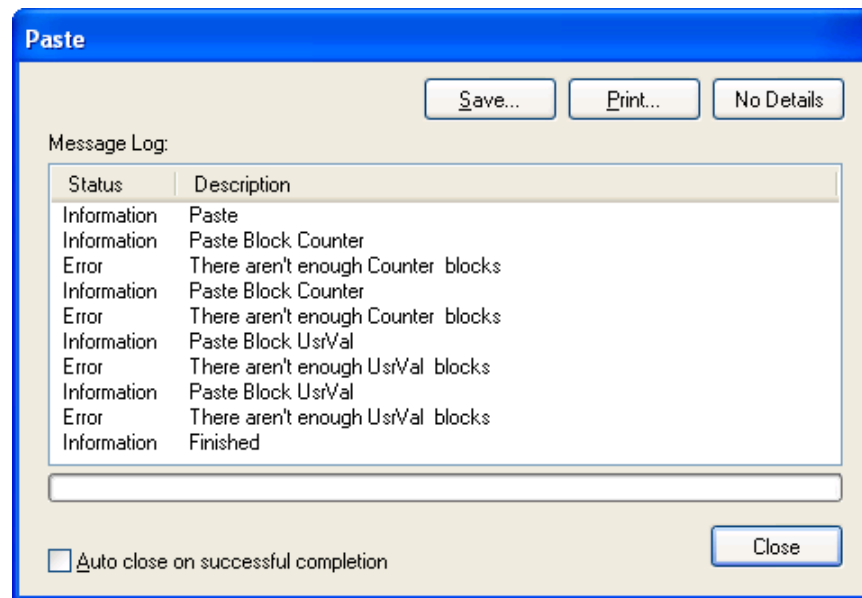 Paste
Save... Print... No Details
Message Log:
Status Description
Information Paste
Information Paste Block Counter
Error There aren't enough Counter  blocks
Information Paste Block Counter
Error There aren't enough Counter  blocks
Information Paste Block UsrVal
Error There aren't enough UsrVal  blocks
Information Paste Block UsrVal
Error There aren't enough UsrVal  blocks
Information Finished
Close
Auto close on successful completion